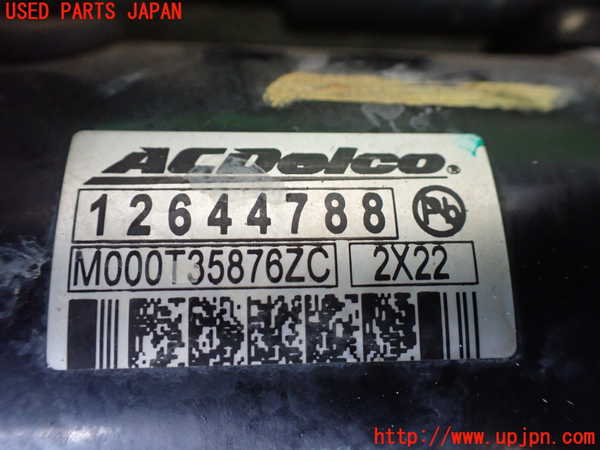 USED PARTS JAPAN
ACDelco®
12644788 Pb
M000T35876ZC 2X22
http://www.upjpn.com/